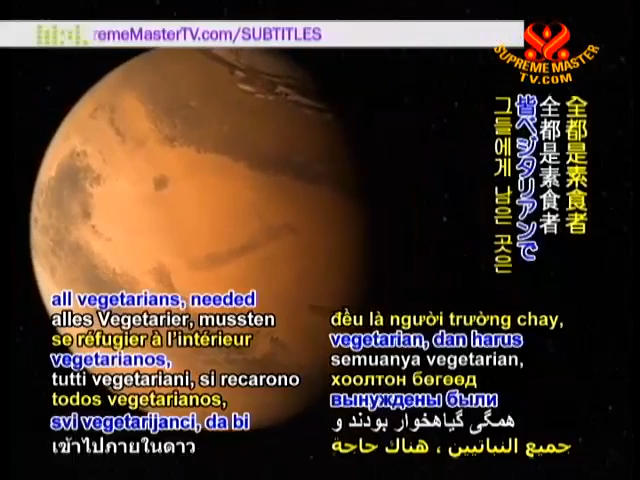 remeMasterTV.com/SUBTITLES
SUPREME MASTER
TV.COM
全都是素食者
全都是素食者
皆ベジタリアンで
그들에게 남은 곳은
all vegetarians, needed
alles Vegetarier, mussten
se réfugier à l'intérieur
vegetarianos,
tutti vegetariani, si recarono
todos vegetarianos,
svi vegetarijanci, da bi
เข้าไปภายในดาว
đều là người trường chay,
vegetarian, dan harus
semuanya vegetarian,
хоолтон бөгөөд
вынуждены были
همگی گیاهخوار بودند و
جميع النباتيين ، هناك حاجة